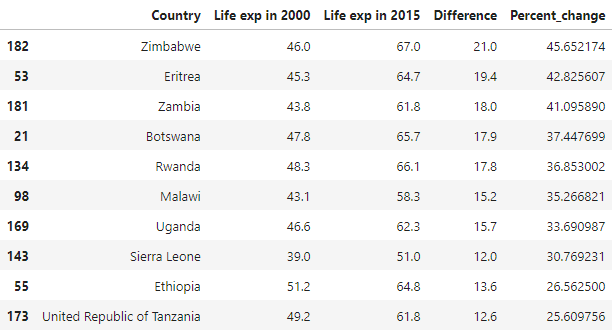 Country Life exp in 2000 Life exp in 2015 Difference Percent_change
182 Zimbabwe 46.0 67.0 21.0 45.652174
53 Eritrea 45.3 64.7 19.4 42.825607
181 Zambia 43.8 61.8 18.0 41.095890
21 Botswana 47.8 65.7 17.9 37.447699
134 Rwanda 48.3 66.1 17.8 36.853002
98 Malawi 43.1 58.3 15.2 35.266821
169 Uganda 46.6 62.3 15.7 33.690987
143 Sierra Leone 39.0 51.0 12.0 30.769231
55 Ethiopia 51.2 64.8 13.6 26.562500
173 United Republic of Tanzania 49.2 61.8 12.6 25.609756